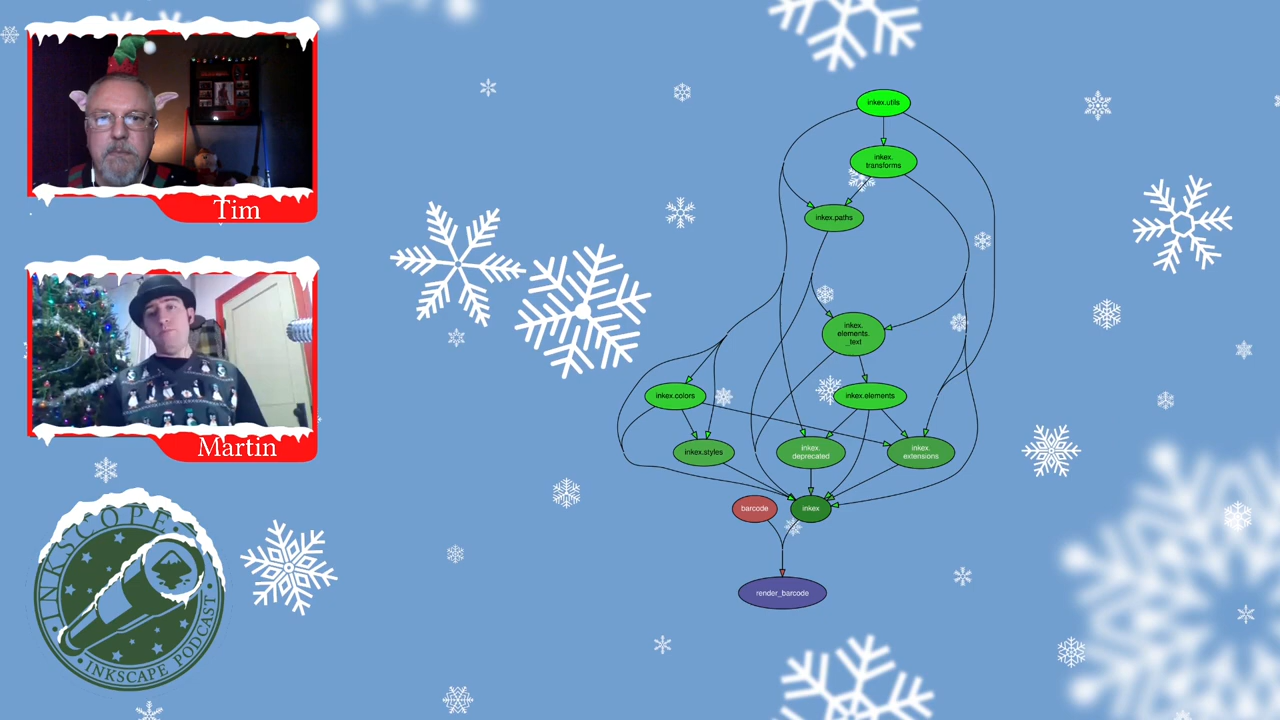 Tim
Martin
INKSCOPE
INKSCAPE PODCAST
inkex.utils
inkex.
transforms
inkex.paths
inkex.
elements.
_text
inkex.colors
inkex.elements
inkex.styles
inkex.
deprecated
inkex.
extensions
barcode
inkex
render_barcode